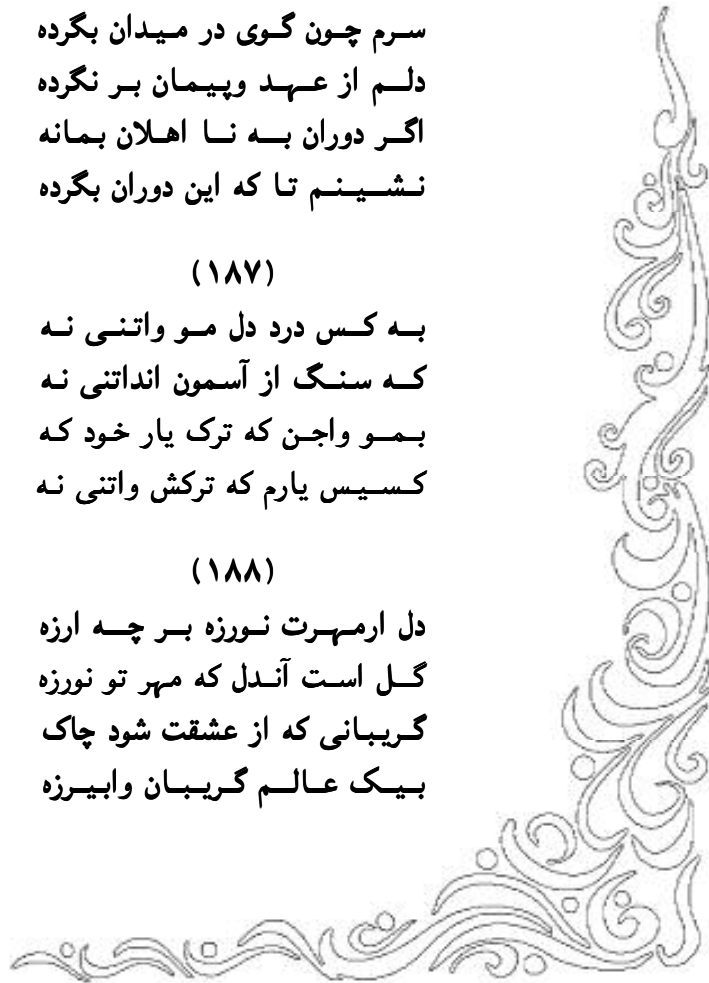 سرم چون گوی در میدان بگرده
دلم از عهد وپیمان بر نگرده
اگر دوران به نا اهلان بمانه
نشینم تا که این دوران بگرده
(۱۸۷)
به کس درد دل مو واتنی نه
که سنگ از آسمون انداتنی نه
بمو واجن که ترک یار خود که
کسیس یارم که ترکش واتنی نه
(۱۸۸)
دل ارمهرت نورزه بر چه ارزه
گل است آندل که مهر تو نورزه
گریبانی که از عشقت شود چاک
بیک عالم گریبان وابیرزه